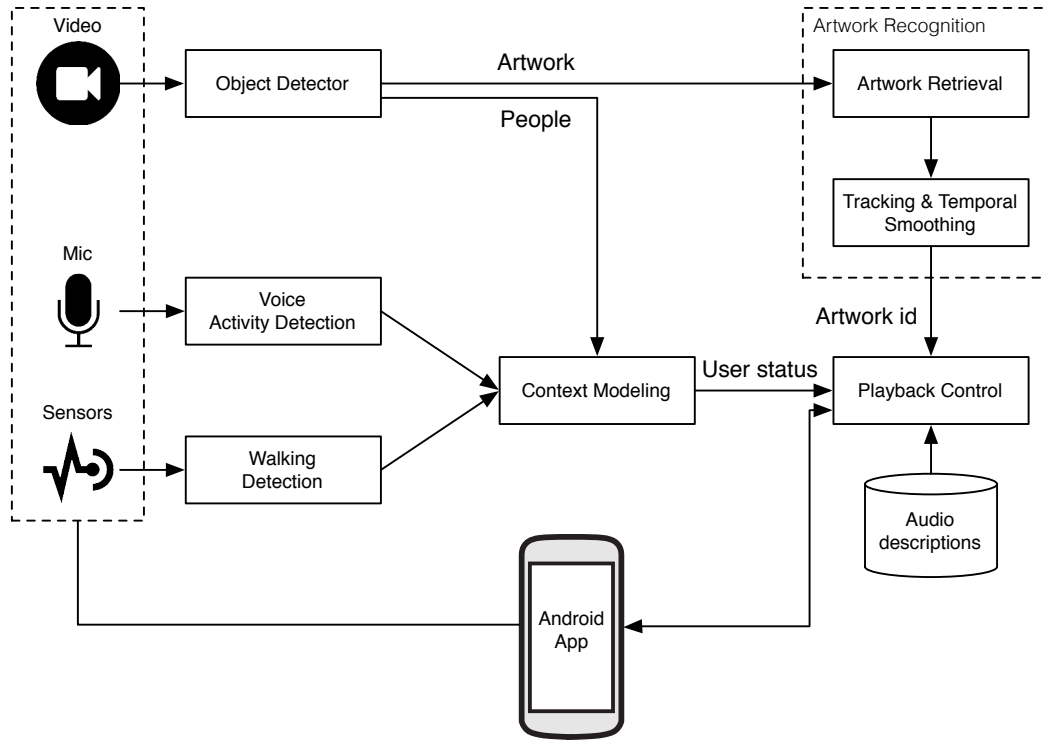 Video
Artwork Recognition
Object Detector
Artwork
People
Artwork Retrieval
Tracking & Temporal
Smoothing
Mic
Voice
Activity Detection
Artwork id
Context Modeling
User status
Playback Control
Sensors
Walking
Detection
Audio
descriptions
Android
App